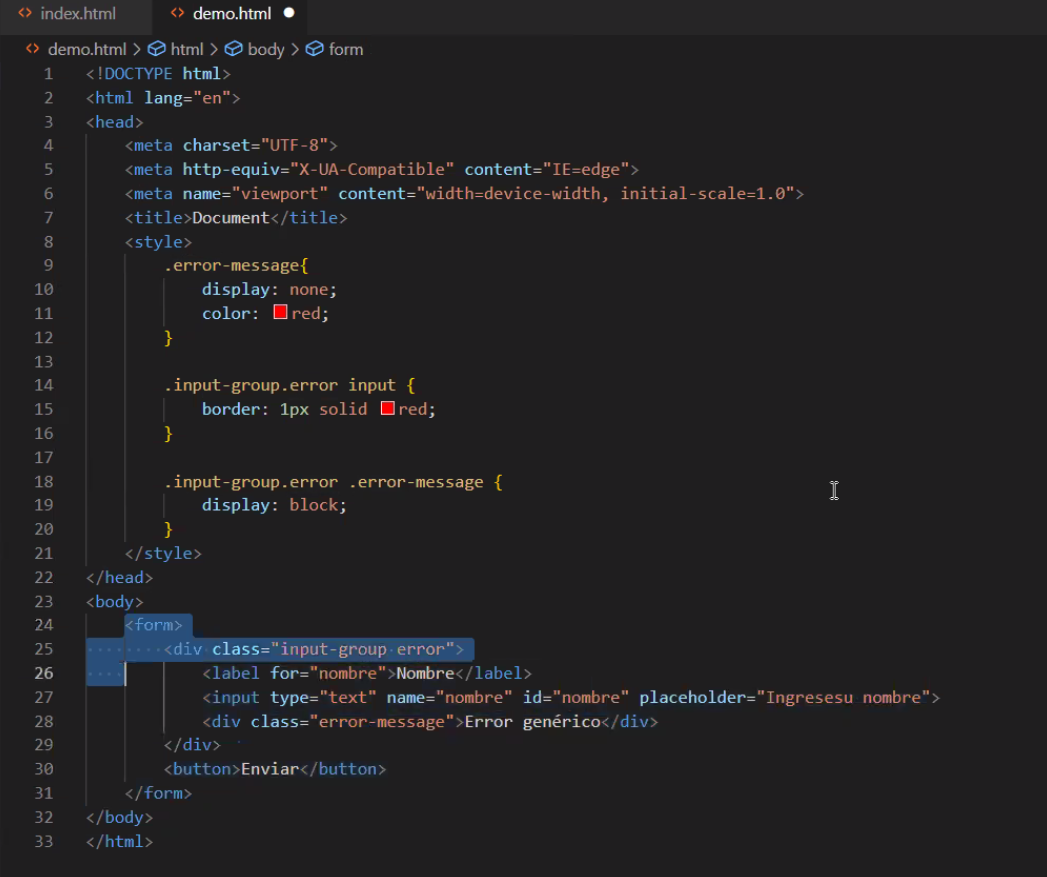 index.html
demo.html
demo.html > html > body > form
1 <!DOCTYPE html>
2 <html lang="en">
3 <head>
4     <meta charset="UTF-8">
5     <meta http-equiv="X-UA-Compatible" content="IE=edge">
6     <meta name="viewport" content="width=device-width, initial-scale=1.0">
7     <title>Document</title>
8     <style>
9         .error-message{
10             display: none;
11             color: red;
12         }
13
14         .input-group.error input {
15             border: 1px solid red;
16         }
17
18         .input-group.error .error-message {
19             display: block;
20         }
21     </style>
22 </head>
23 <body>
24     <form>
25         <div class="input-group error">
26             <label for="nombre">Nombre</label>
27             <input type="text" name="nombre" id="nombre" placeholder="Ingresesu nombre">
28             <div class="error-message">Error genérico</div>
29         </div>
30         <button>Enviar</button>
31     </form>
32 </body>
33 </html>